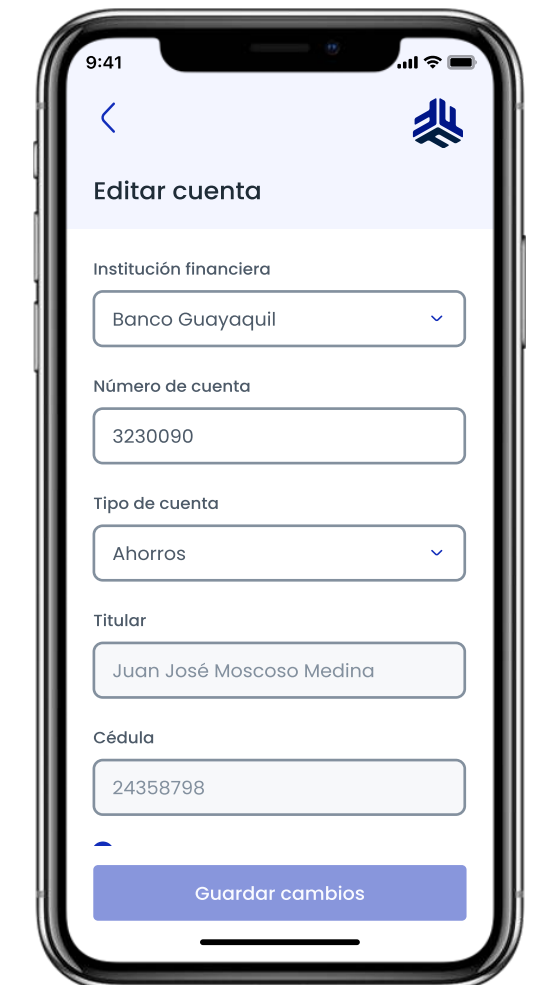 9:41
Editar cuenta
Institución financiera
Banco Guayaquil
Número de cuenta
3230090
Tipo de cuenta
Ahorros
Titular
Juan José Moscoso Medina
Cédula
24358798
Guardar cambios